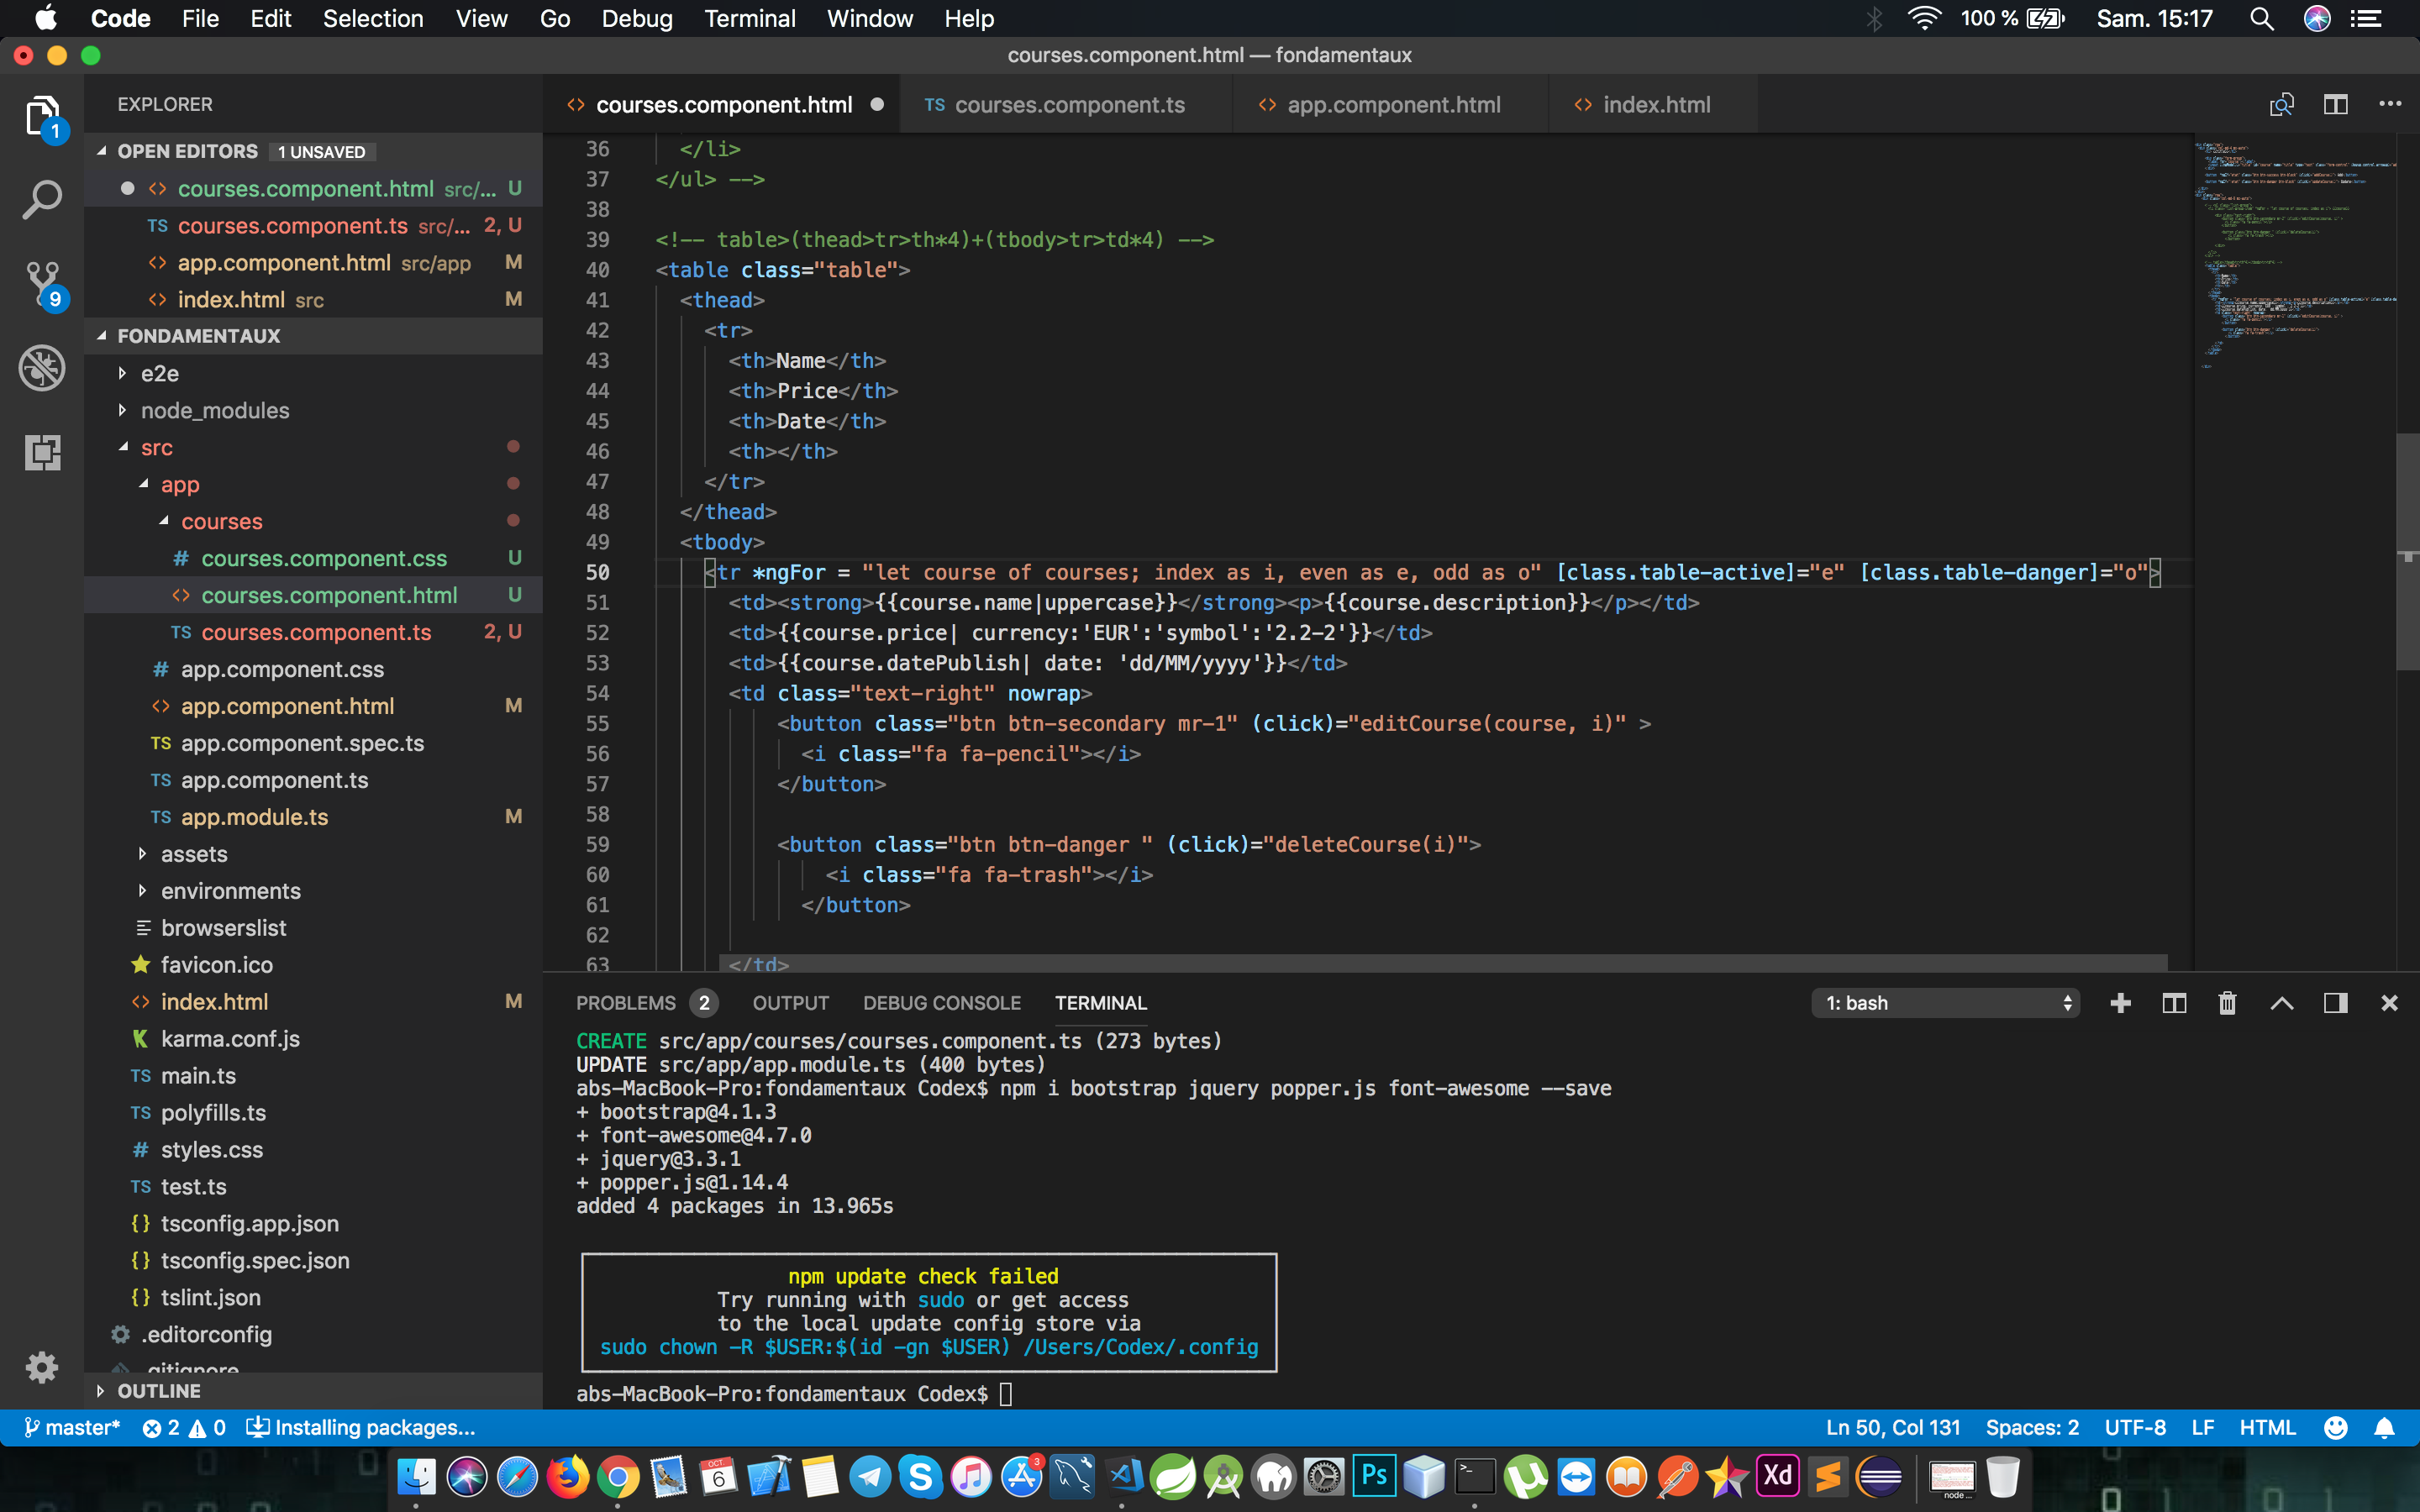 Code File Edit Selection View Go Debug Terminal Window Help 100 % Sam. 15:17
courses.component.html — fondamentaux
EXPLORER
1
OPEN EDITORS 1 UNSAVED
courses.component.html src/... U
TS courses.component.ts src/... 2, U
app.component.html src/app M
index.html src M
9
FONDAMENTAUX
e2e
node_modules
src
app
courses
# courses.component.css U
courses.component.html U
TS courses.component.ts 2, U
# app.component.css
app.component.html M
TS app.component.spec.ts
TS app.component.ts
TS app.module.ts M
assets
environments
browserslist
favicon.ico
index.html M
karma.conf.js
TS main.ts
TS polyfills.ts
# styles.css
TS test.ts
{} tsconfig.app.json
{} tsconfig.spec.json
{} tslint.json
.editorconfig
.gitignore
OUTLINE
courses.component.html TS courses.component.ts app.component.html index.html
36 </li>
37 </ul> -->
38
39 <!-- table>(thead>tr>th*4)+(tbody>tr>td*4) -->
40 <table class="table">
41 <thead>
42 <tr>
43 <th>Name</th>
44 <th>Price</th>
45 <th>Date</th>
46 <th></th>
47 </tr>
48 </thead>
49 <tbody>
50 <tr *ngFor = "let course of courses; index as i, even as e, odd as o" [class.table-active]="e" [class.table-danger]="o">
51 <td><strong>{{course.name|uppercase}}</strong><p>{{course.description}}</p></td>
52 <td>{{course.price| currency:'EUR':'symbol':'2.2-2'}}</td>
53 <td>{{course.datePublish| date: 'dd/MM/yyyy'}}</td>
54 <td class="text-right" nowrap>
55 <button class="btn btn-secondary mr-1" (click)="editCourse(course, i)" >
56 <i class="fa fa-pencil"></i>
57 </button>
58
59 <button class="btn btn-danger " (click)="deleteCourse(i)">
60 <i class="fa fa-trash"></i>
61 </button>
62
63 </td>
PROBLEMS 2 OUTPUT DEBUG CONSOLE TERMINAL 1: bash
CREATE src/app/courses/courses.component.ts (273 bytes)
UPDATE src/app/app.module.ts (400 bytes)
abs-MacBook-Pro:fondamentaux Codex$ npm i bootstrap jquery popper.js font-awesome --save
+ bootstrap@4.1.3
+ font-awesome@4.7.0
+ jquery@3.3.1
+ popper.js@1.14.4
added 4 packages in 13.965s
npm update check failed
Try running with sudo or get access
to the local update config store via
sudo chown -R $USER:$(id -gn $USER) /Users/Codex/.config
abs-MacBook-Pro:fondamentaux Codex$
master* 2 0 Installing packages... Ln 50, Col 131 Spaces: 2 UTF-8 LF HTML
OCT. 6 3 Ps Xd node ...